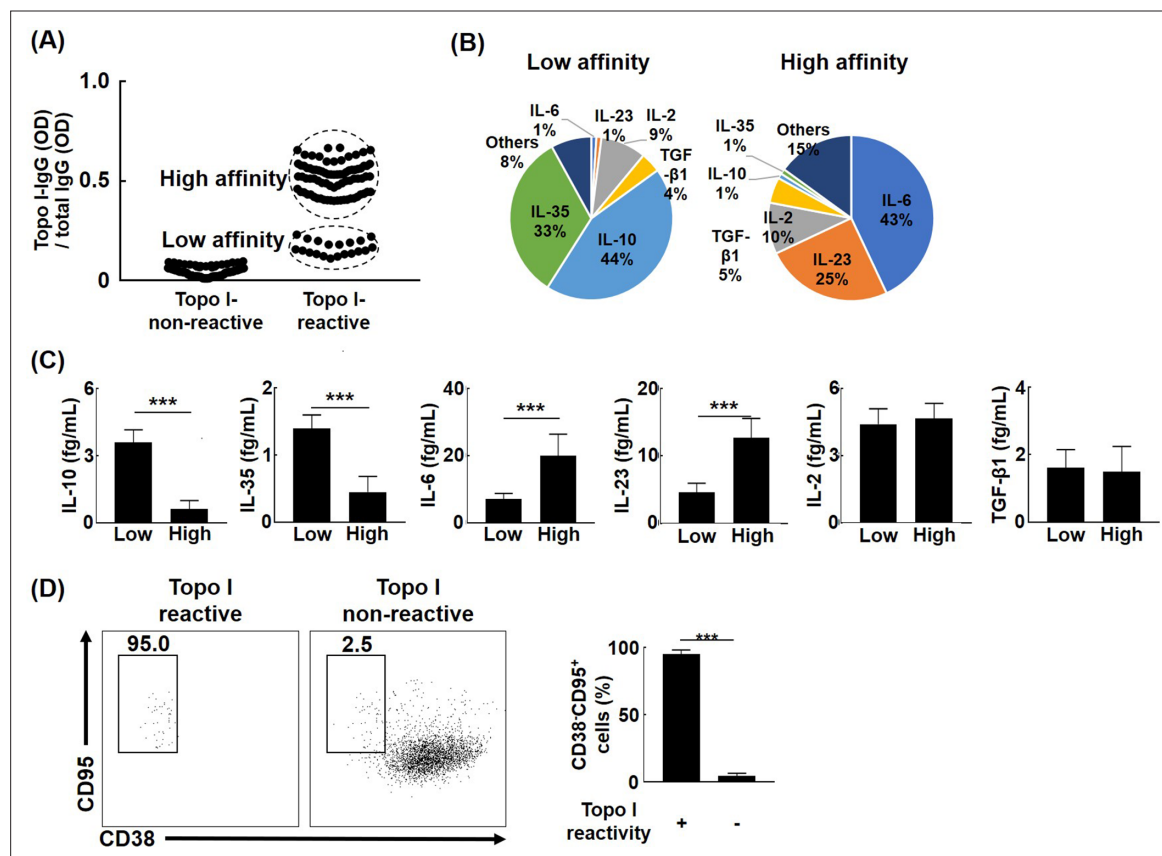 (A)
Topo I-IgG (OD)
/ total IgG (OD)
1.0
0.5
0
High affinity
Low affinity
Topo I-
non-reactive
Topo I-
reactive
(B)
Low affinity
IL-6
1%
IL-23
1%
IL-2
9%
TGF
-β1
4%
Others
8%
IL-35
33%
IL-10
44%
High affinity
IL-35
1%
Others
15%
IL-10
1%
IL-6
43%
IL-2
10%
TGF-
β1
5%
IL-23
25%
(C)
IL-10 (fg/mL)
6
3
0
***
Low High
IL-35 (fg/mL)
2
1
0
***
Low High
IL-6 (fg/mL)
40
20
0
***
Low High
IL-23 (fg/mL)
20
10
0
***
Low High
IL-2 (fg/mL)
6
3
0
Low High
TGF-β1 (fg/mL)
4
2
0
Low High
(D)
Topo I
reactive
Topo I
non-reactive
95.0
2.5
CD95
CD38
CD38-CD95+
cells (%)
100
50
0
***
Topo I
reactivity
+ -